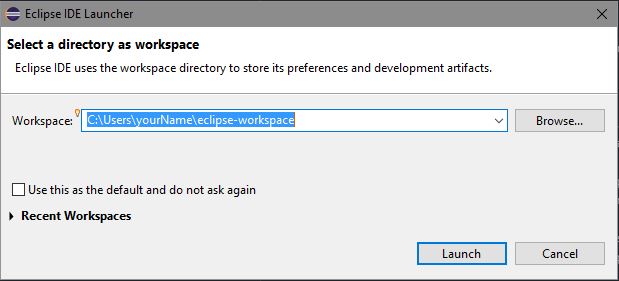 Eclipse IDE Launcher
Select a directory as workspace
Eclipse IDE uses the workspace directory to store its preferences and development artifacts.
Workspace: C:\Users\yourName\eclipse-workspace Browse...
Use this as the default and do not ask again
Recent Workspaces
Launch Cancel